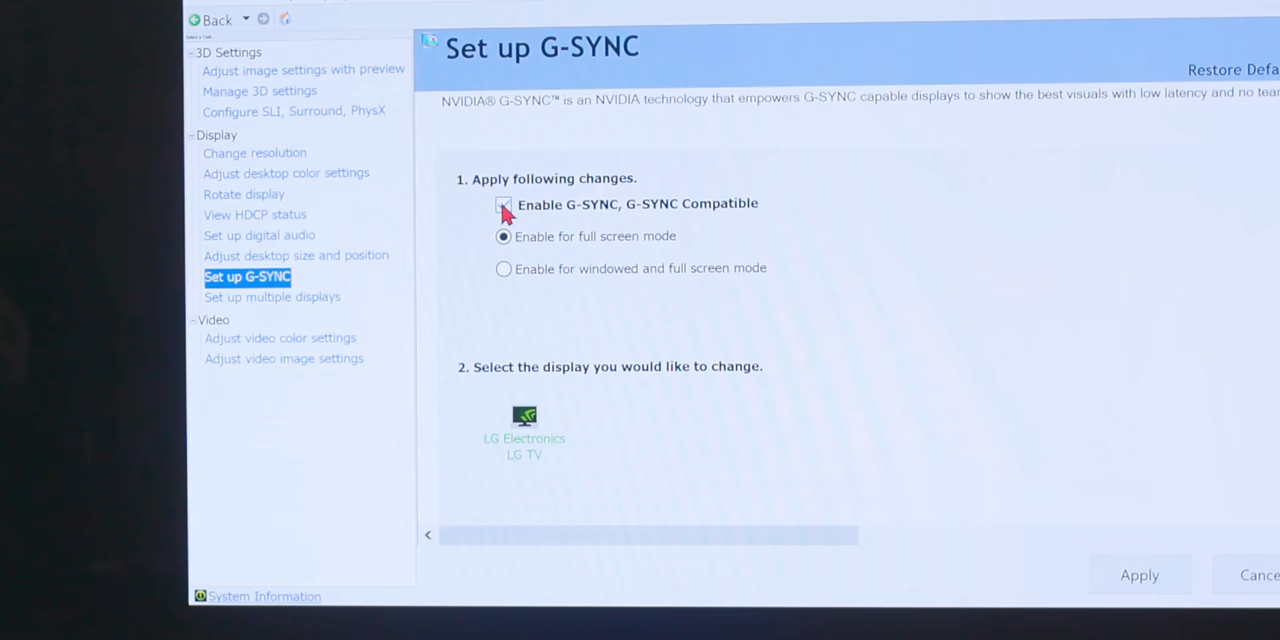 Back
Select a Task...
3D Settings
Adjust image settings with preview
Manage 3D settings
Configure SLI, Surround, PhysX
Display
Change resolution
Adjust desktop color settings
Rotate display
View HDCP status
Set up digital audio
Adjust desktop size and position
Set up G-SYNC
Set up multiple displays
Video
Adjust video color settings
Adjust video image settings
System Information
Set up G-SYNC
Restore Defa
NVIDIA® G-SYNC™ is an NVIDIA technology that empowers G-SYNC capable displays to show the best visuals with low latency and no tear
1. Apply following changes.
Enable G-SYNC, G-SYNC Compatible
Enable for full screen mode
Enable for windowed and full screen mode
2. Select the display you would like to change.
LG Electronics
LG TV
Apply
Cance